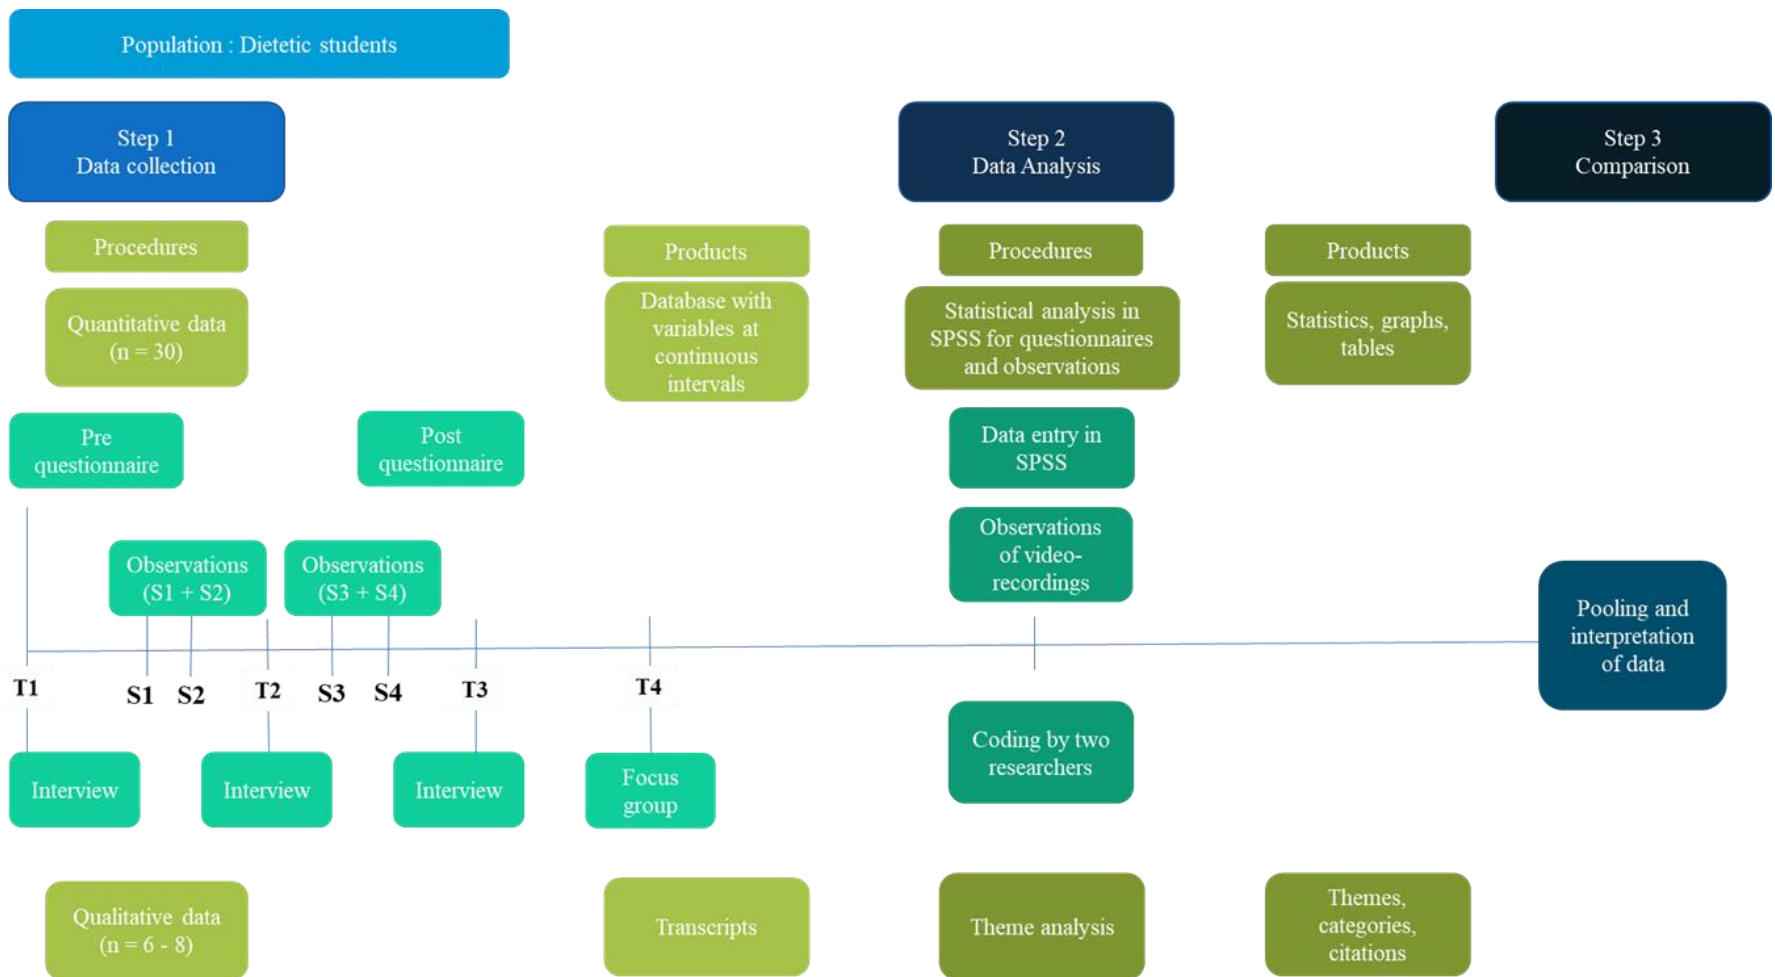 Population : Dietetic students
Step 1
Data collection
Step 2
Data Analysis
Step 3
Comparison
Procedures
Products
Procedures
Products
Quantitative data
(n = 30)
Database with
variables at
continuous
intervals
Statistical analysis in
SPSS for questionnaires
and observations
Statistics, graphs,
tables
Pre
questionnaire
Post
questionnaire
Data entry in
SPSS
Observations
(S1 + S2)
Observations
(S3 + S4)
Observations
of video-
recordings
Pooling and
interpretation
of data
T1
S1
S2
T2
S3
S4
T3
T4
Interview
Interview
Interview
Focus
group
Coding by two
researchers
Qualitative data
(n = 6 - 8)
Transcripts
Theme analysis
Themes,
categories,
citations